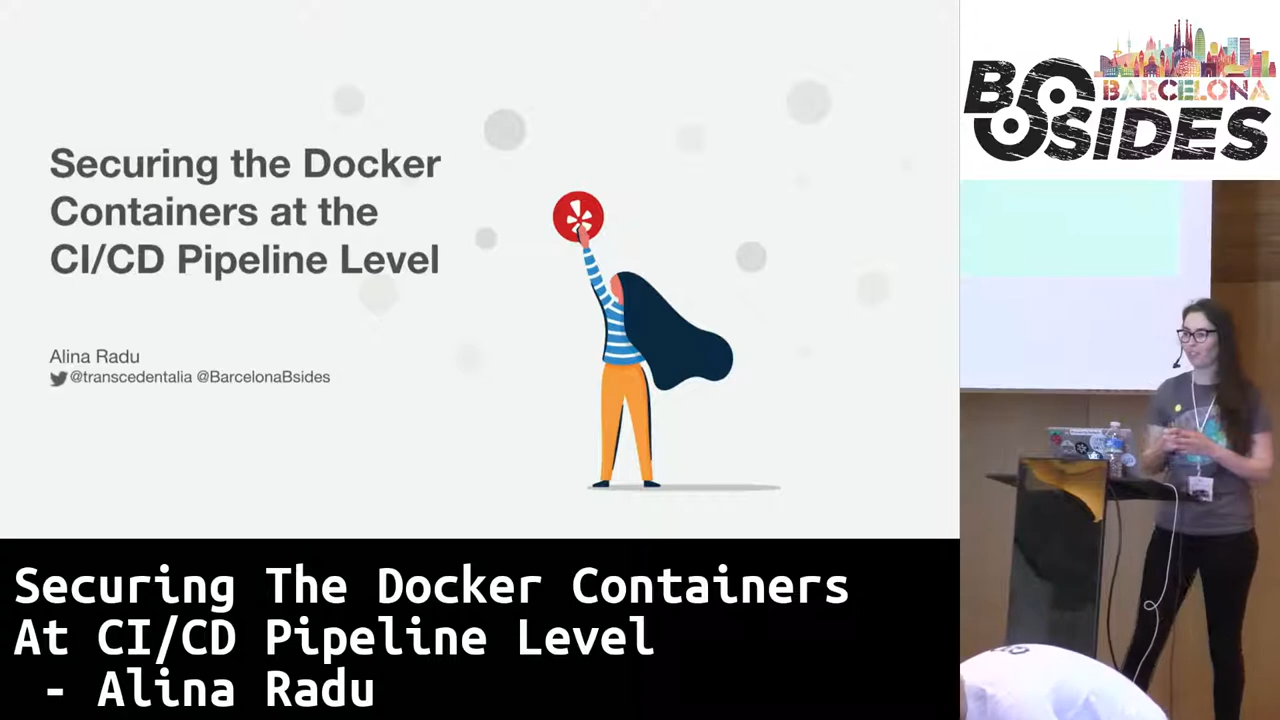 Securing the Docker
Containers at the
CI/CD Pipeline Level
Alina Radu
@transcedentalia @BarcelonaBsides
BSIDES
BARCELONA
Securing The Docker Containers
At CI/CD Pipeline Level
- Alina Radu